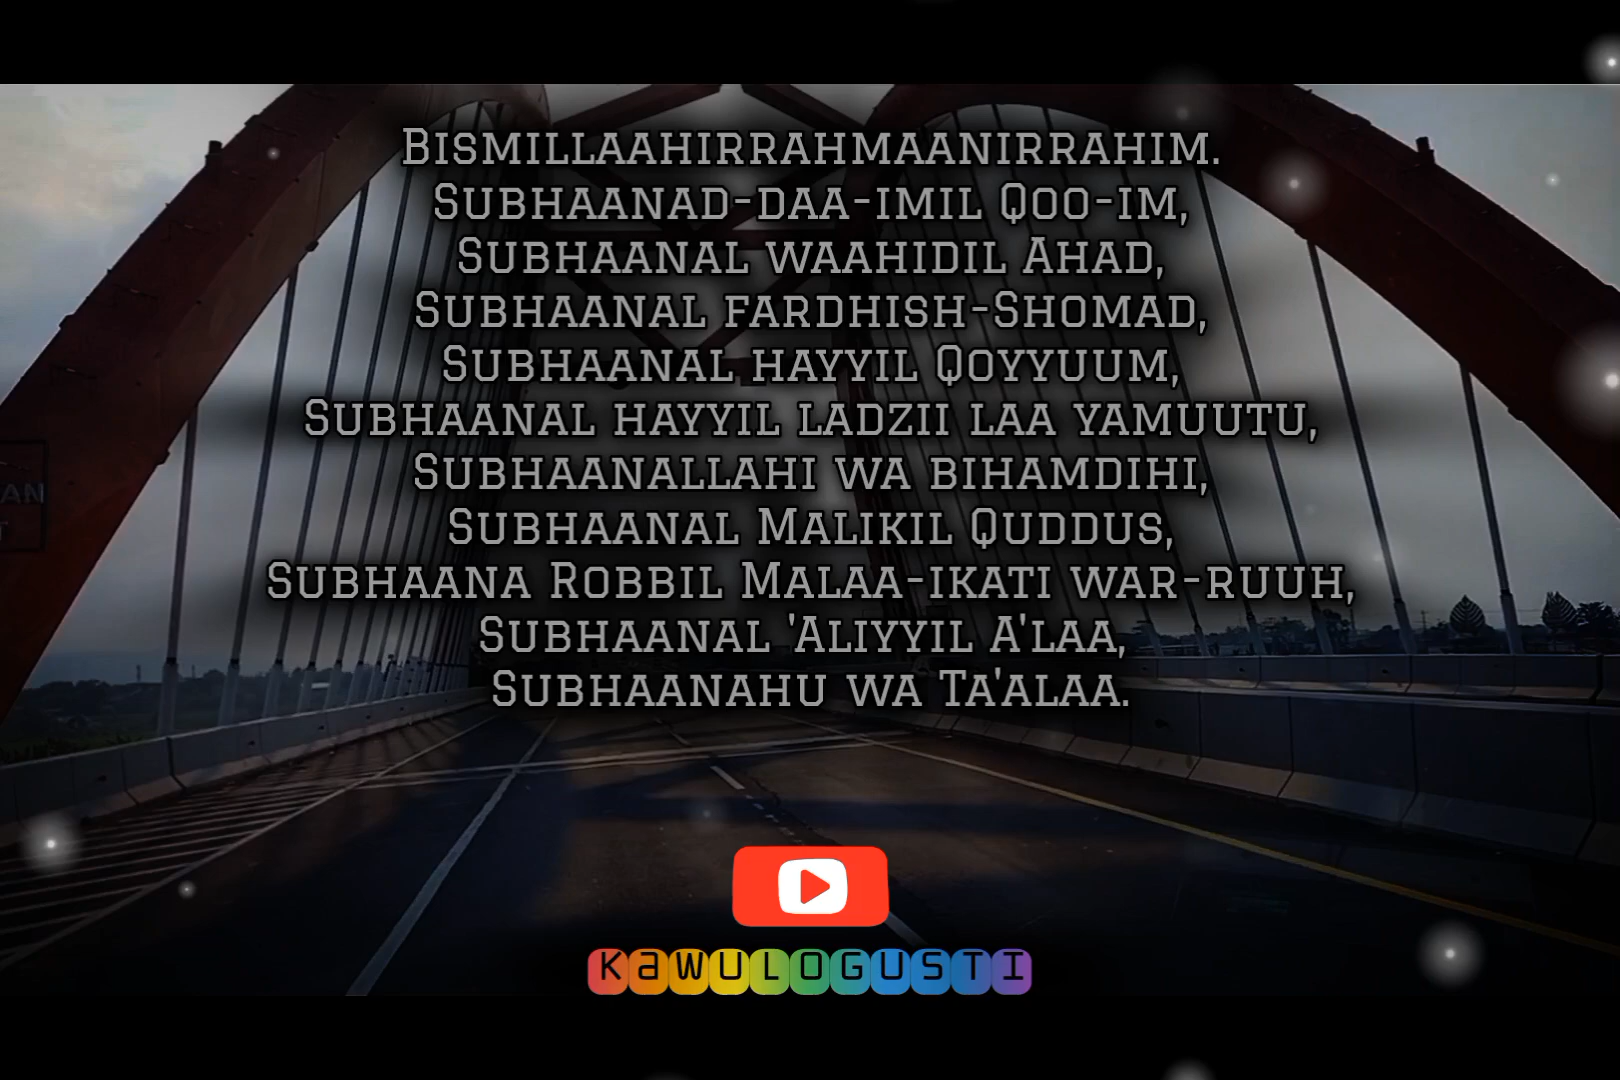 Bismillaahirrahmaanirrahim.
Subhaanad-daa-imil Qoo-im,
Subhaanal waahidil Ahad,
Subhaanal fardhish-Shomad,
Subhaanal hayyil Qoyyuum,
Subhaanal hayyil ladzii laa yamuutu,
Subhaanallahi wa bihamdihi,
Subhaanal Malikil Quddus,
Subhaana Robbil Malaa-ikati war-ruuh,
Subhaanal 'Aliyyil A'laa,
Subhaanahu wa Ta'alaa.
KaWULOGUSTI